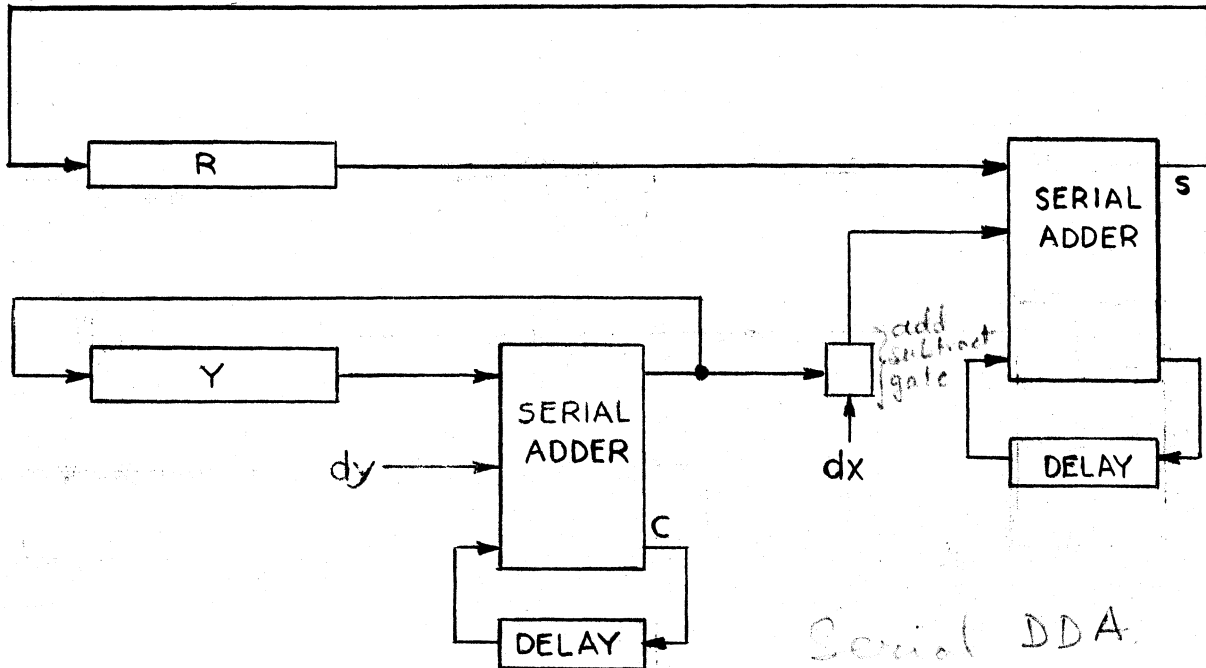 R
S
SERIAL
ADDER
add
subtract
gate
Y
SERIAL
ADDER
dy
dx
DELAY
C
DELAY
Serial DDA.